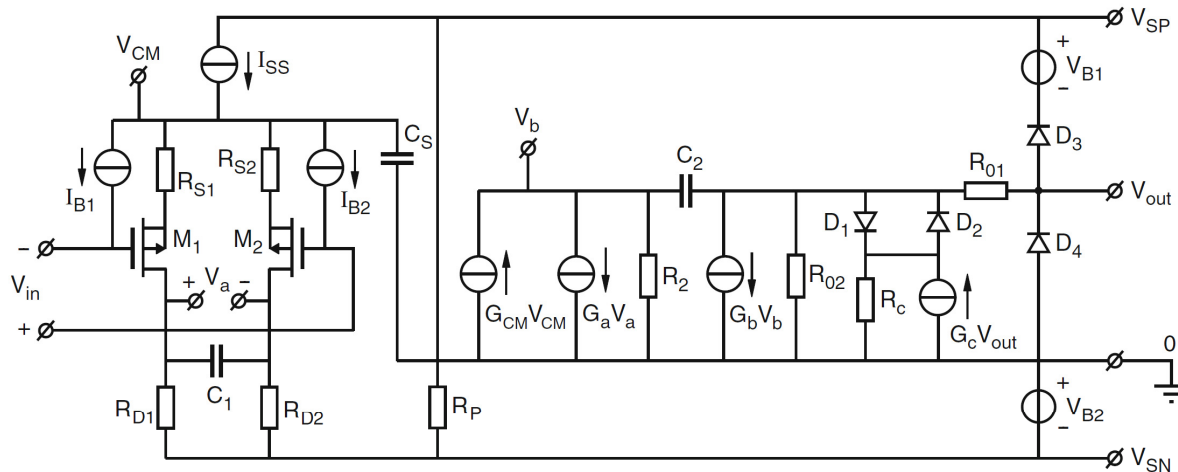 V_CM
I_SS
V_SP
+
V_B1
−
I_B1
R_S1
R_S2
I_B2
C_S
V_b
C_2
D_3
R_01
V_out
−
M_1
M_2
V_in
+
V_a
−
G_CM V_CM
G_a V_a
R_2
G_b V_b
R_02
D_1
D_2
D_4
R_c
G_c V_out
+
0
C_1
R_D1
R_D2
R_P
+
V_B2
−
V_SN